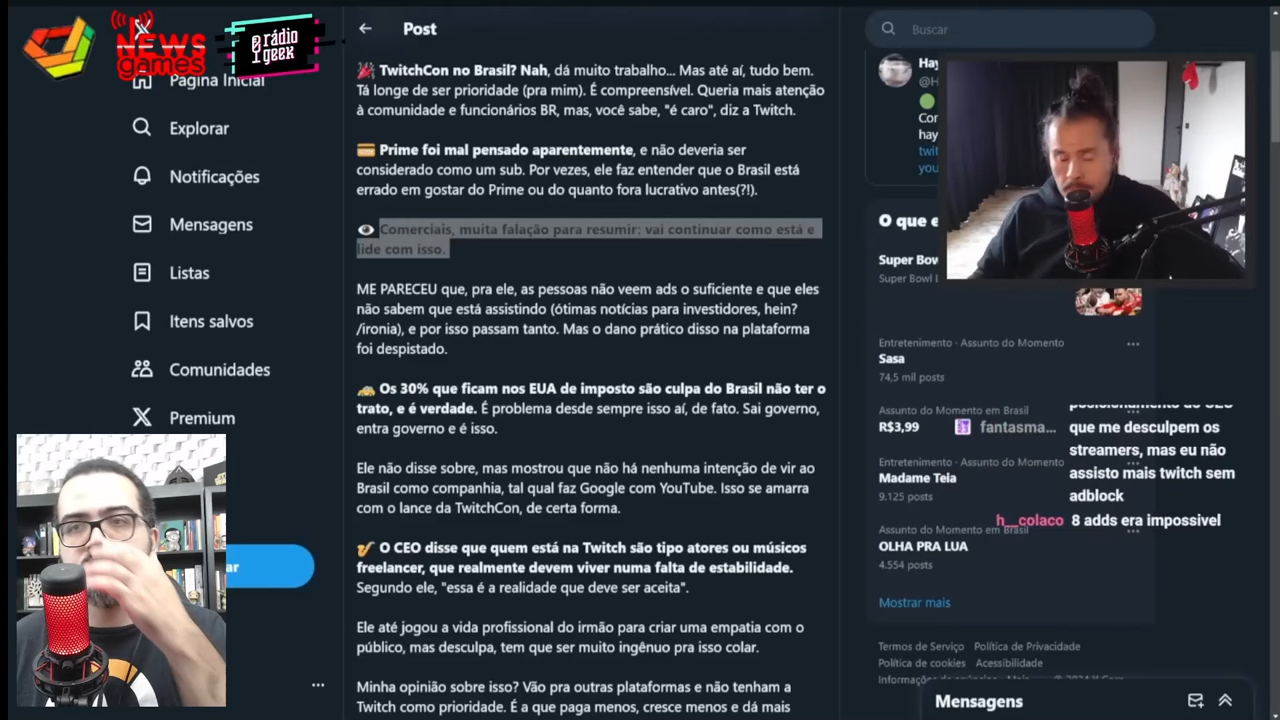 NEWS
games
rádio
geek
Página Inicial
Explorar
Notificações
Mensagens
Listas
Itens salvos
Comunidades
Premium
ar
Post
TwitchCon no Brasil? Nah, dá muito trabalho... Mas até aí, tudo bem.
Tá longe de ser prioridade (pra mim). É compreensível. Queria mais atenção
à comunidade e funcionários BR, mas, você sabe, "é caro", diz a Twitch.
Prime foi mal pensado aparentemente, e não deveria ser
considerado como um sub. Por vezes, ele faz entender que o Brasil está
errado em gostar do Prime ou do quanto fora lucrativo antes(?!).
Comerciais, muita falação para resumir: vai continuar como está e
lide com isso.
ME PARECEU que, pra ele, as pessoas não veem ads o suficiente e que eles
não sabem que está assistindo (ótimas notícias para investidores, hein?
/ironia), e por isso passam tanto. Mas o dano prático disso na plataforma
foi despistado.
Os 30% que ficam nos EUA de imposto são culpa do Brasil não ter o
trato, e é verdade. É problema desde sempre isso aí, de fato. Sai governo,
entra governo e é isso.
Ele não disse sobre, mas mostrou que não há nenhuma intenção de vir ao
Brasil como companhia, tal qual faz Google com YouTube. Isso se amarra
com o lance da TwitchCon, de certa forma.
O CEO disse que quem está na Twitch são tipo atores ou músicos
freelancer, que realmente devem viver numa falta de estabilidade.
Segundo ele, "essa é a realidade que deve ser aceita".
Ele até jogou a vida profissional do irmão para criar uma empatia com o
público, mas desculpa, tem que ser muito ingênuo pra isso colar.
Minha opinião sobre isso? Vão pra outras plataformas e não tenham a
Twitch como prioridade. É a que paga menos, cresce menos e dá mais
Buscar
Hay
@H
Cor
hay
twit
you
O que e
Super Bow
Super Bowl
Entretenimento · Assunto do Momento
Sasa
74,5 mil posts
Assunto do Momento em Brasil
R$3,99
Entretenimento · Assunto do Momento
Madame Teia
9.125 posts
Assunto do Momento em Brasil
OLHA PRA LUA
4.554 posts
Mostrar mais
fantasma...
que me desculpem os
streamers, mas eu não
assisto mais twitch sem
adblock
h__colaco 8 adds era impossivel
Termos de Serviço Política de Privacidade
Política de cookies Acessibilidade
Mensagens